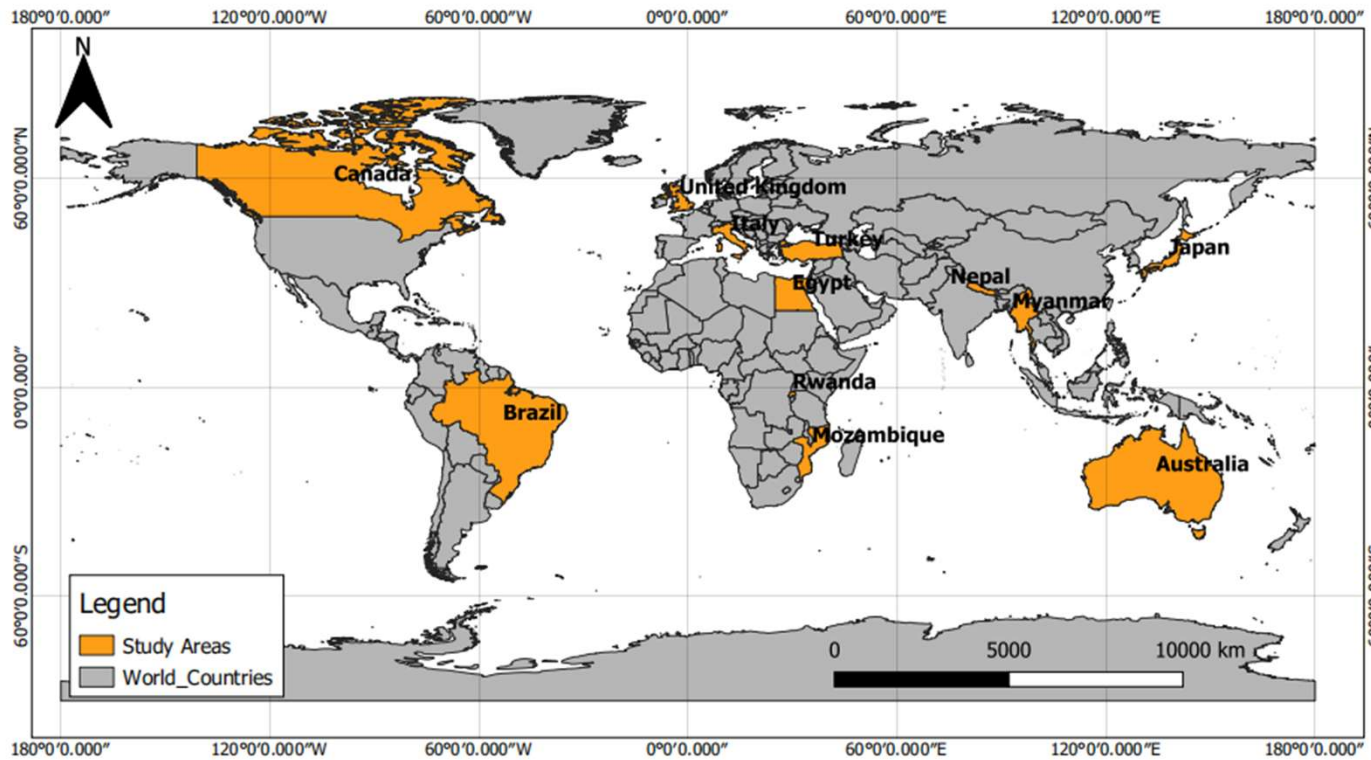 180°0′0.000″ 120°0′0.000″W 60°0′0.000″W 0°0′0.000″ 60°0′0.000″E 120°0′0.000″E 180°0′0.000″
N
60°0′0.000″N
Canada
United Kingdom
Italy
Turkey
Japan
Egypt
Nepal
Myanmar
0°0′0.000″
Rwanda
Brazil
Mozambique
Australia
60°0′0.000″S
Legend
Study Areas
World_Countries
0 5000 10000 km
180°0′0.000″ 120°0′0.000″W 60°0′0.000″W 0°0′0.000″ 60°0′0.000″E 120°0′0.000″E 180°0′0.000″